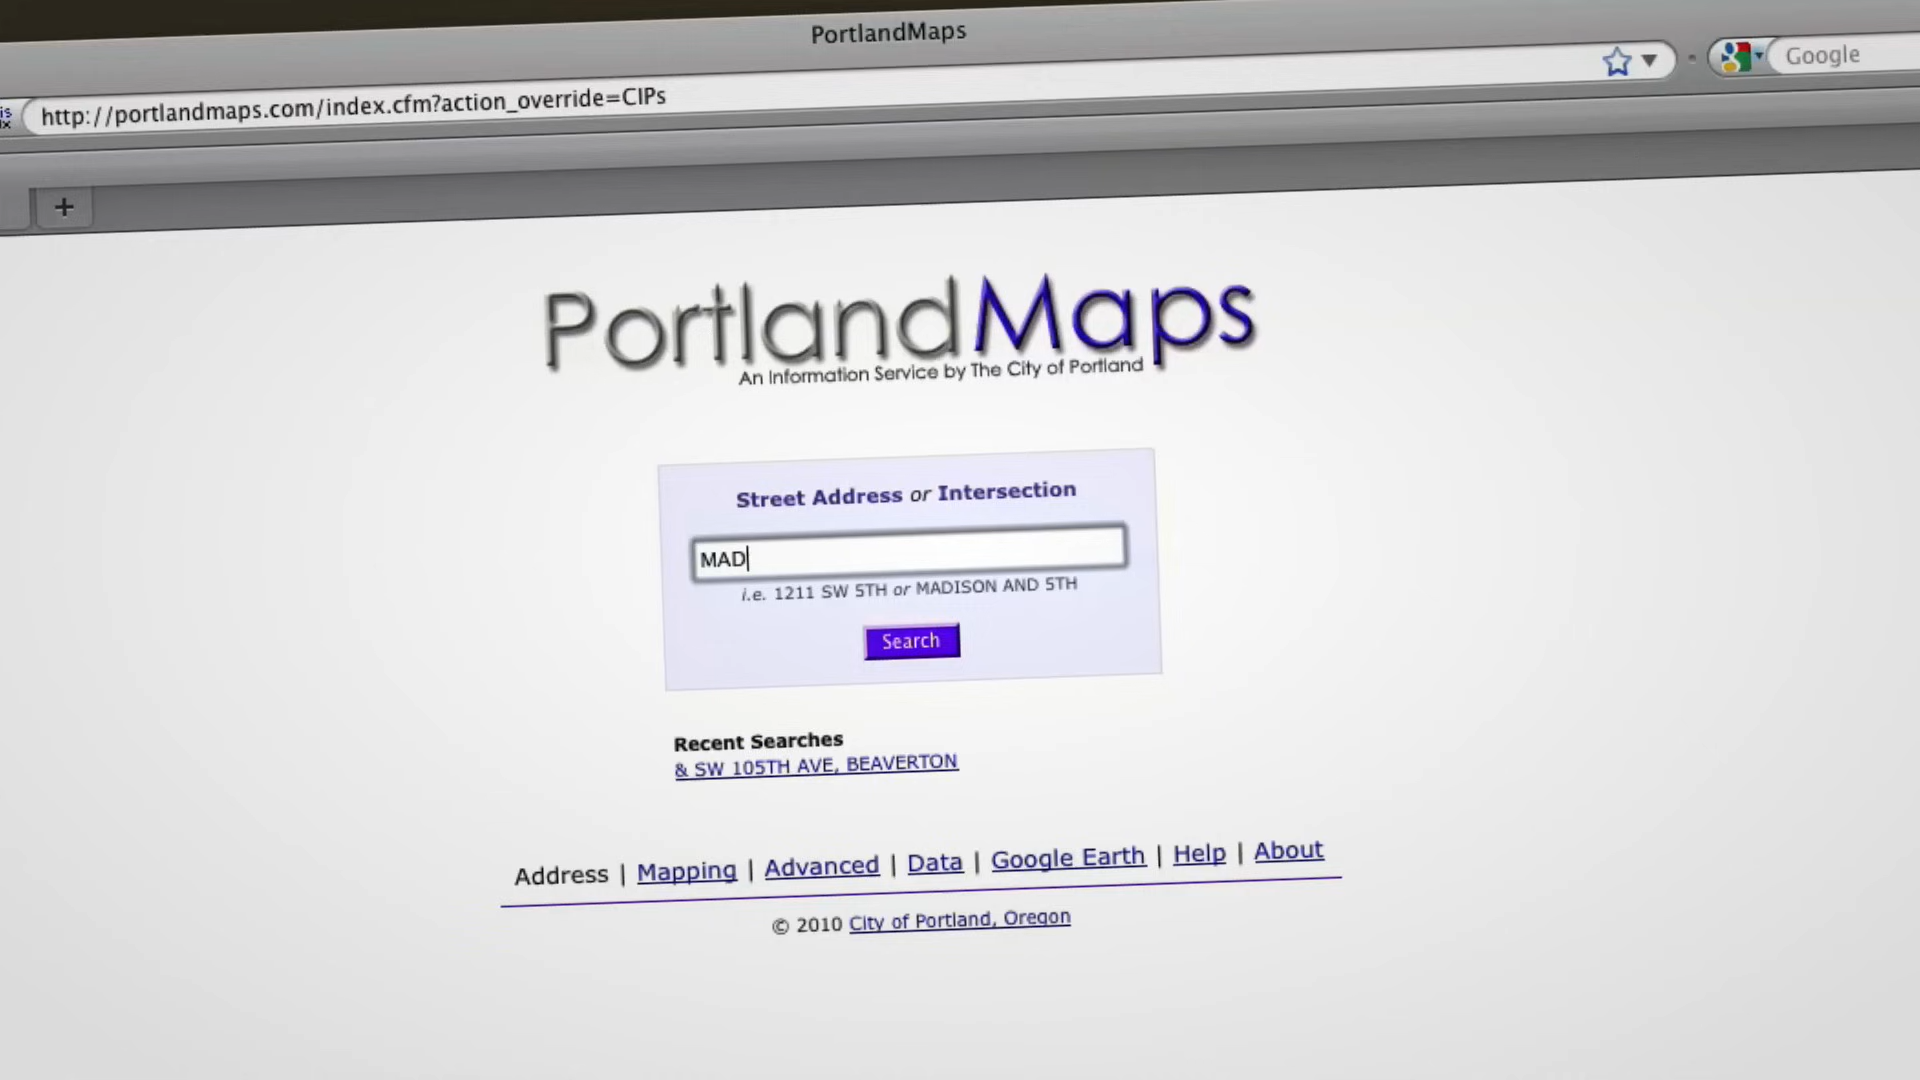 PortlandMaps
http://portlandmaps.com/index.cfm?action_override=CIPs
Google
+
PortlandMaps
An Information Service by The City of Portland
Street Address or Intersection
MAD
i.e. 1211 SW 5TH or MADISON AND 5TH
Search
Recent Searches
& SW 105TH AVE, BEAVERTON
Address | Mapping | Advanced | Data | Google Earth | Help | About
© 2010 City of Portland, Oregon